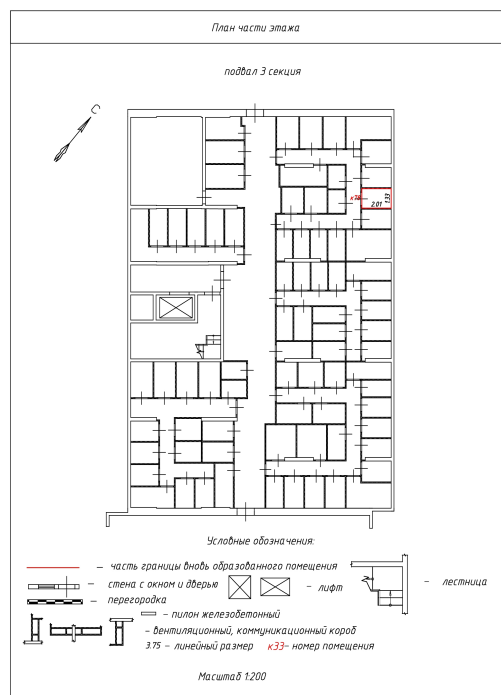 План части этажа
подвал 3 секция
С
к78
2.01
1.33
Условные обозначения:
— часть границы вновь образованного помещения
— стена с окном и дверью
— лифт
— лестница
— перегородка
— пилон железобетонный
— вентиляционный, коммуникационный короб
3.75 — линейный размер к33— номер помещения
Масштаб 1:200